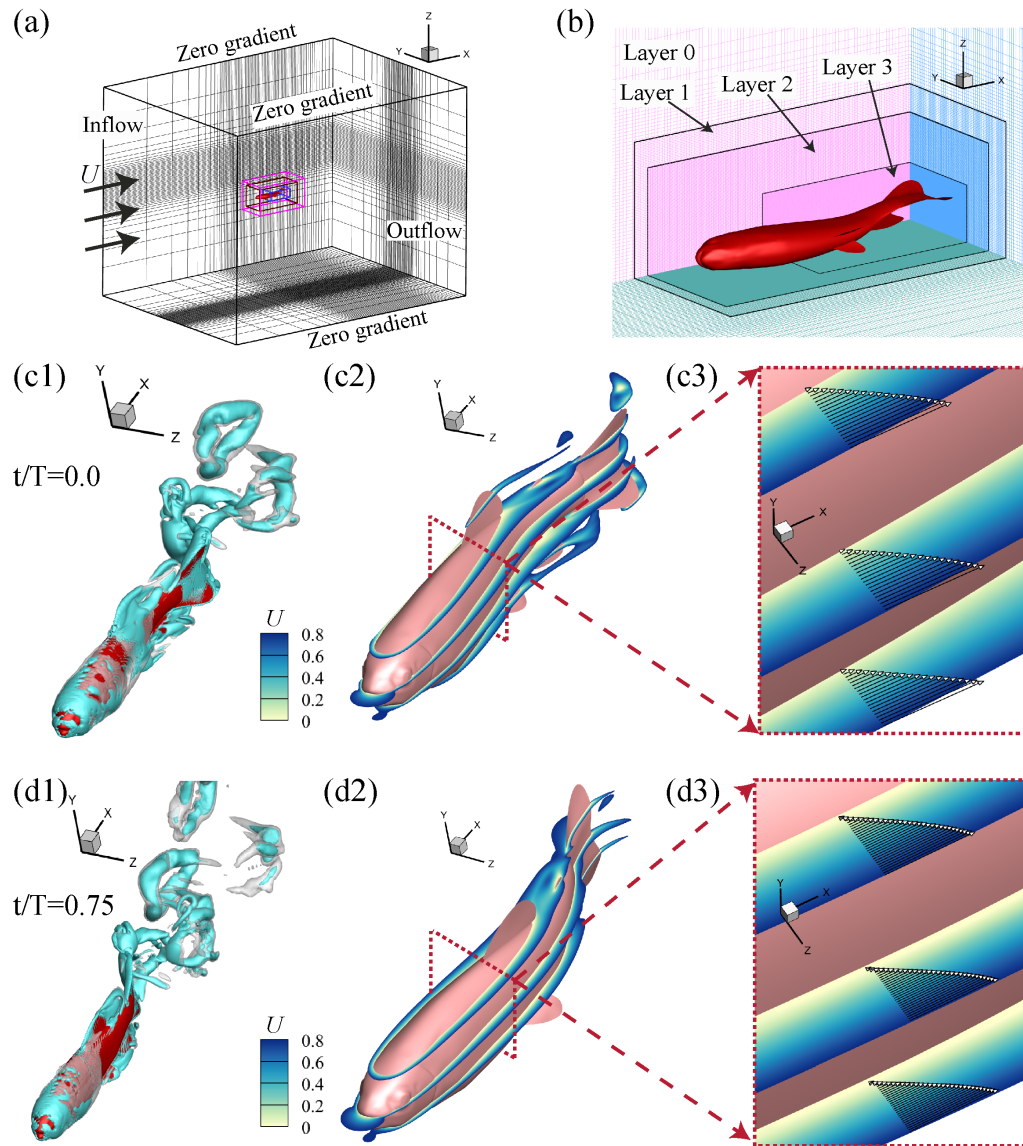 (a)
Zero gradient
Z
Y
X
Zero gradient
Inflow
U
Outflow
Zero gradient
(b)
Layer 0
Layer 1
Layer 2
Layer 3
Z
Y
X
(c1)
Y
X
Z
t/T=0.0
U
0.8
0.6
0.4
0.2
0
(c2)
Y
X
Z
(c3)
Y
X
Z
(d1)
Y
X
Z
t/T=0.75
U
0.8
0.6
0.4
0.2
0
(d2)
Y
X
Z
(d3)
Y
X
Z